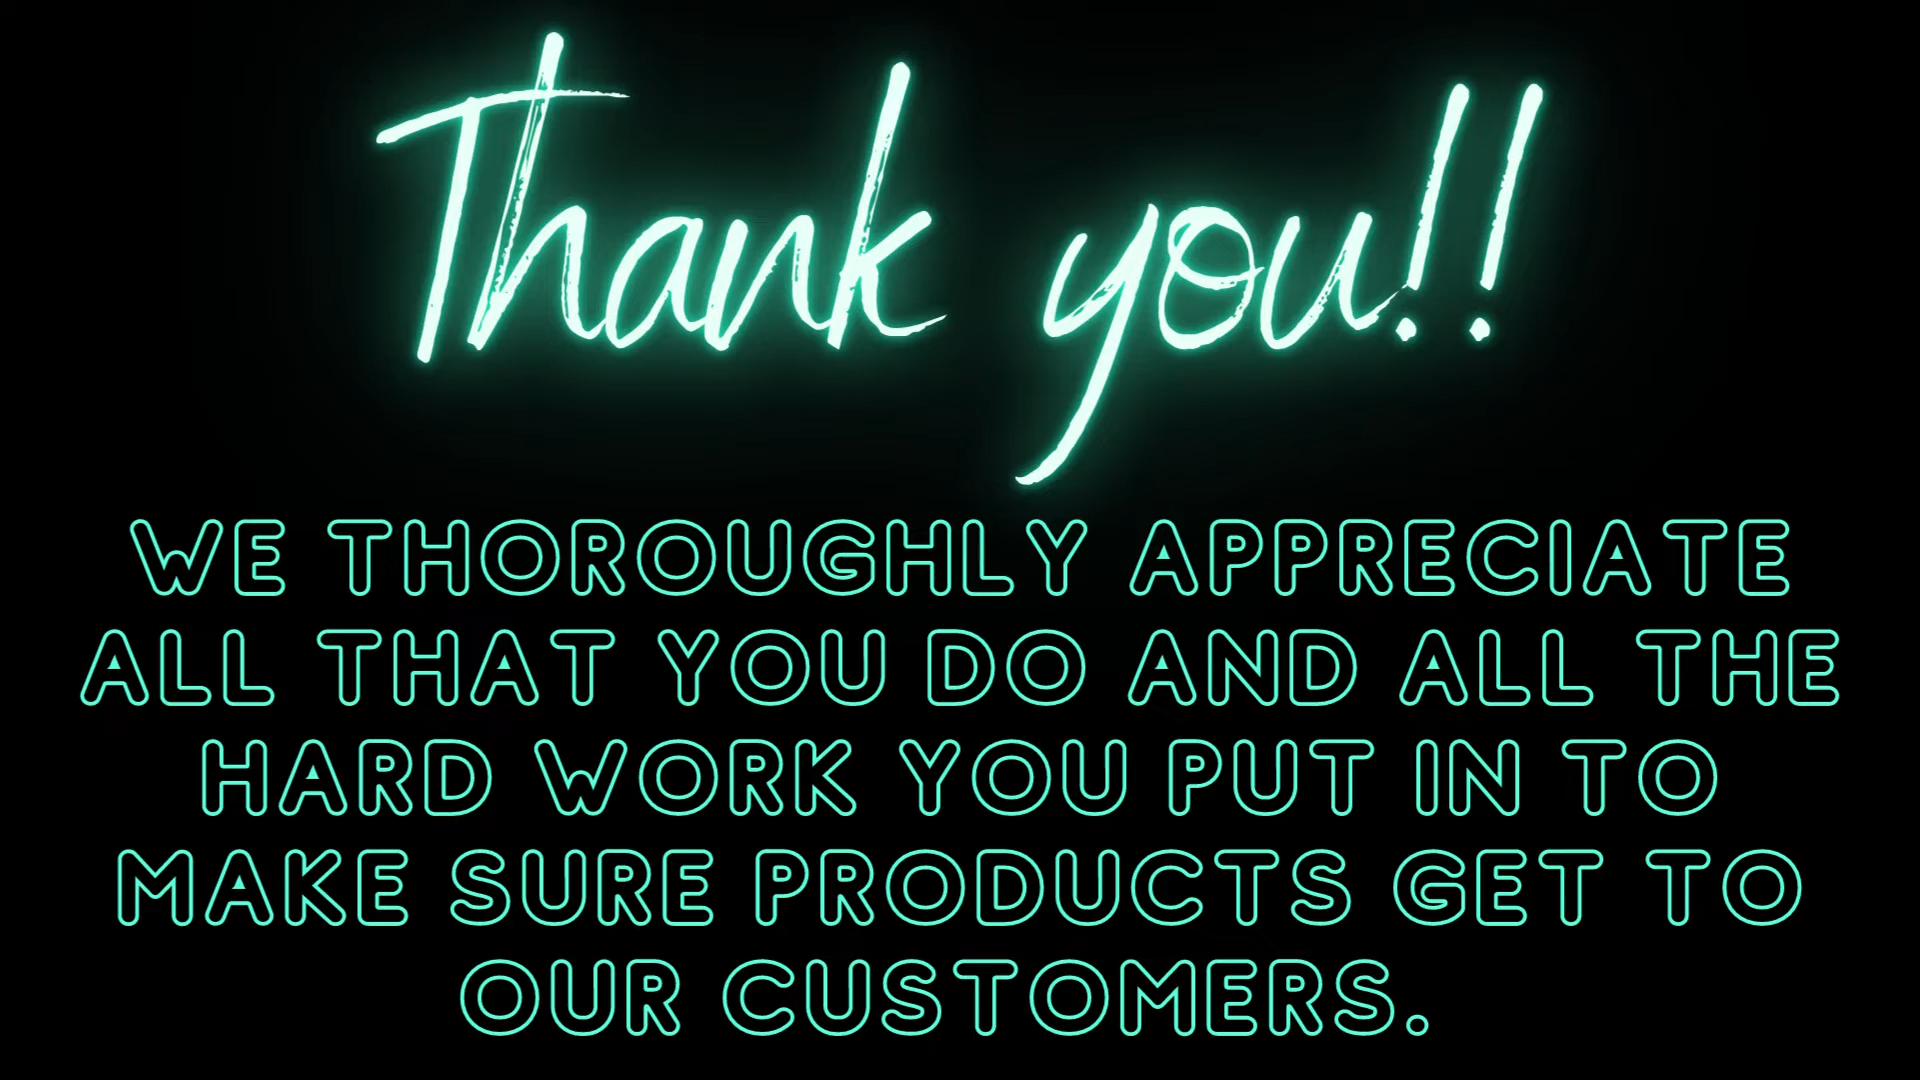 Thank you!!
WE THOROUGHLY APPRECIATE
ALL THAT YOU DO AND ALL THE
HARD WORK YOU PUT IN TO
MAKE SURE PRODUCTS GET TO
OUR CUSTOMERS.